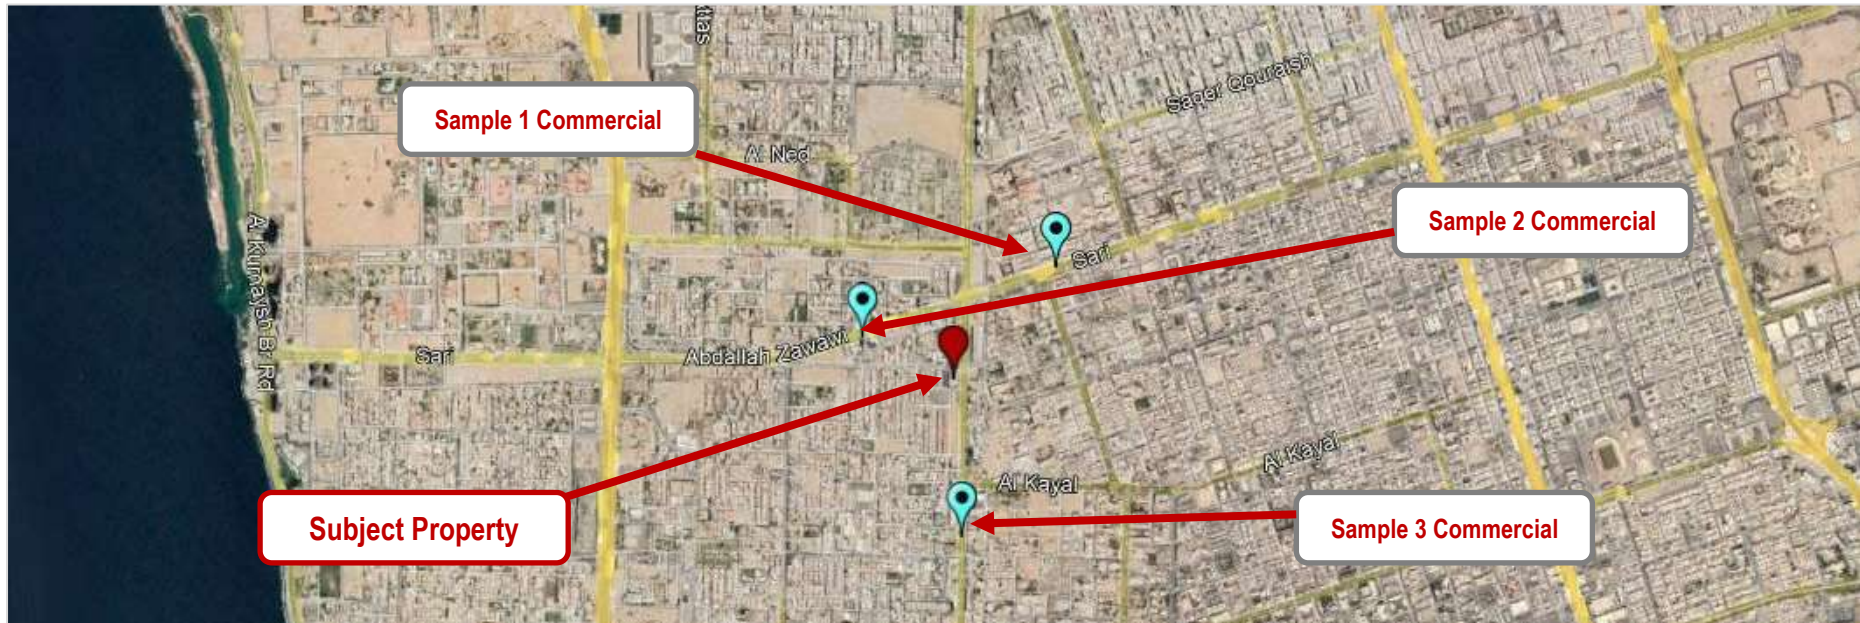 Saqer Qouraish
Sample 1 Commercial
Al Ned
Sample 2 Commercial
Sari
Al Kumaysh Br Rd
Abdallah Zawawi
Sari
Al Kayal
Al Kayal
Subject Property
Sample 3 Commercial